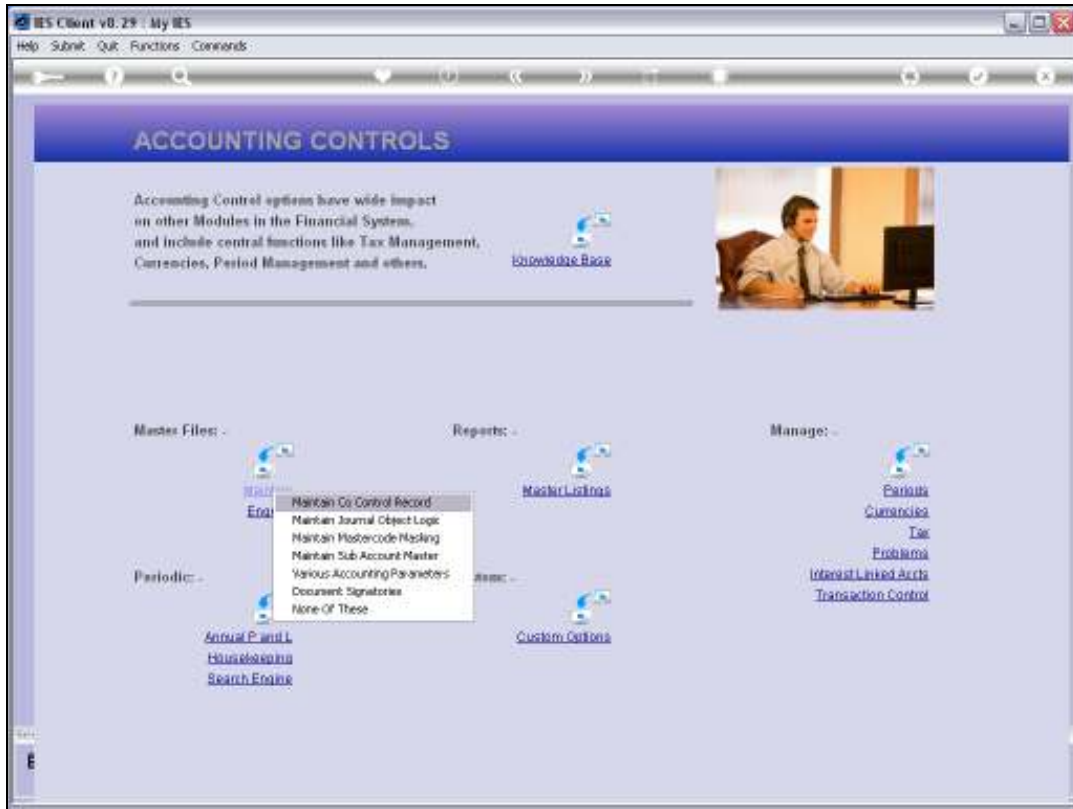 IES Client v8.29 : My IES
Help Submit Quit Functions Commands
ACCOUNTING CONTROLS
Accounting Control options have wide impact
on other Modules in the Financial System,
and include central functions like Tax Management,
Currencies, Period Management and others.
Knowledge Base
Master Files: -
Reports: -
Manage: -
Maintain Co Control Record
Maintain Journal Object Logic
Maintain Mastercode Masking
Maintain Sub Account Master
Various Accounting Parameters
Document Signatories
None Of These
Master Listings
Periods
Currencies
Tax
Problems
Interest Linked Accts
Transaction Control
Periodic: -
Annual P and L
Housekeeping
Search Engine
Custom Options